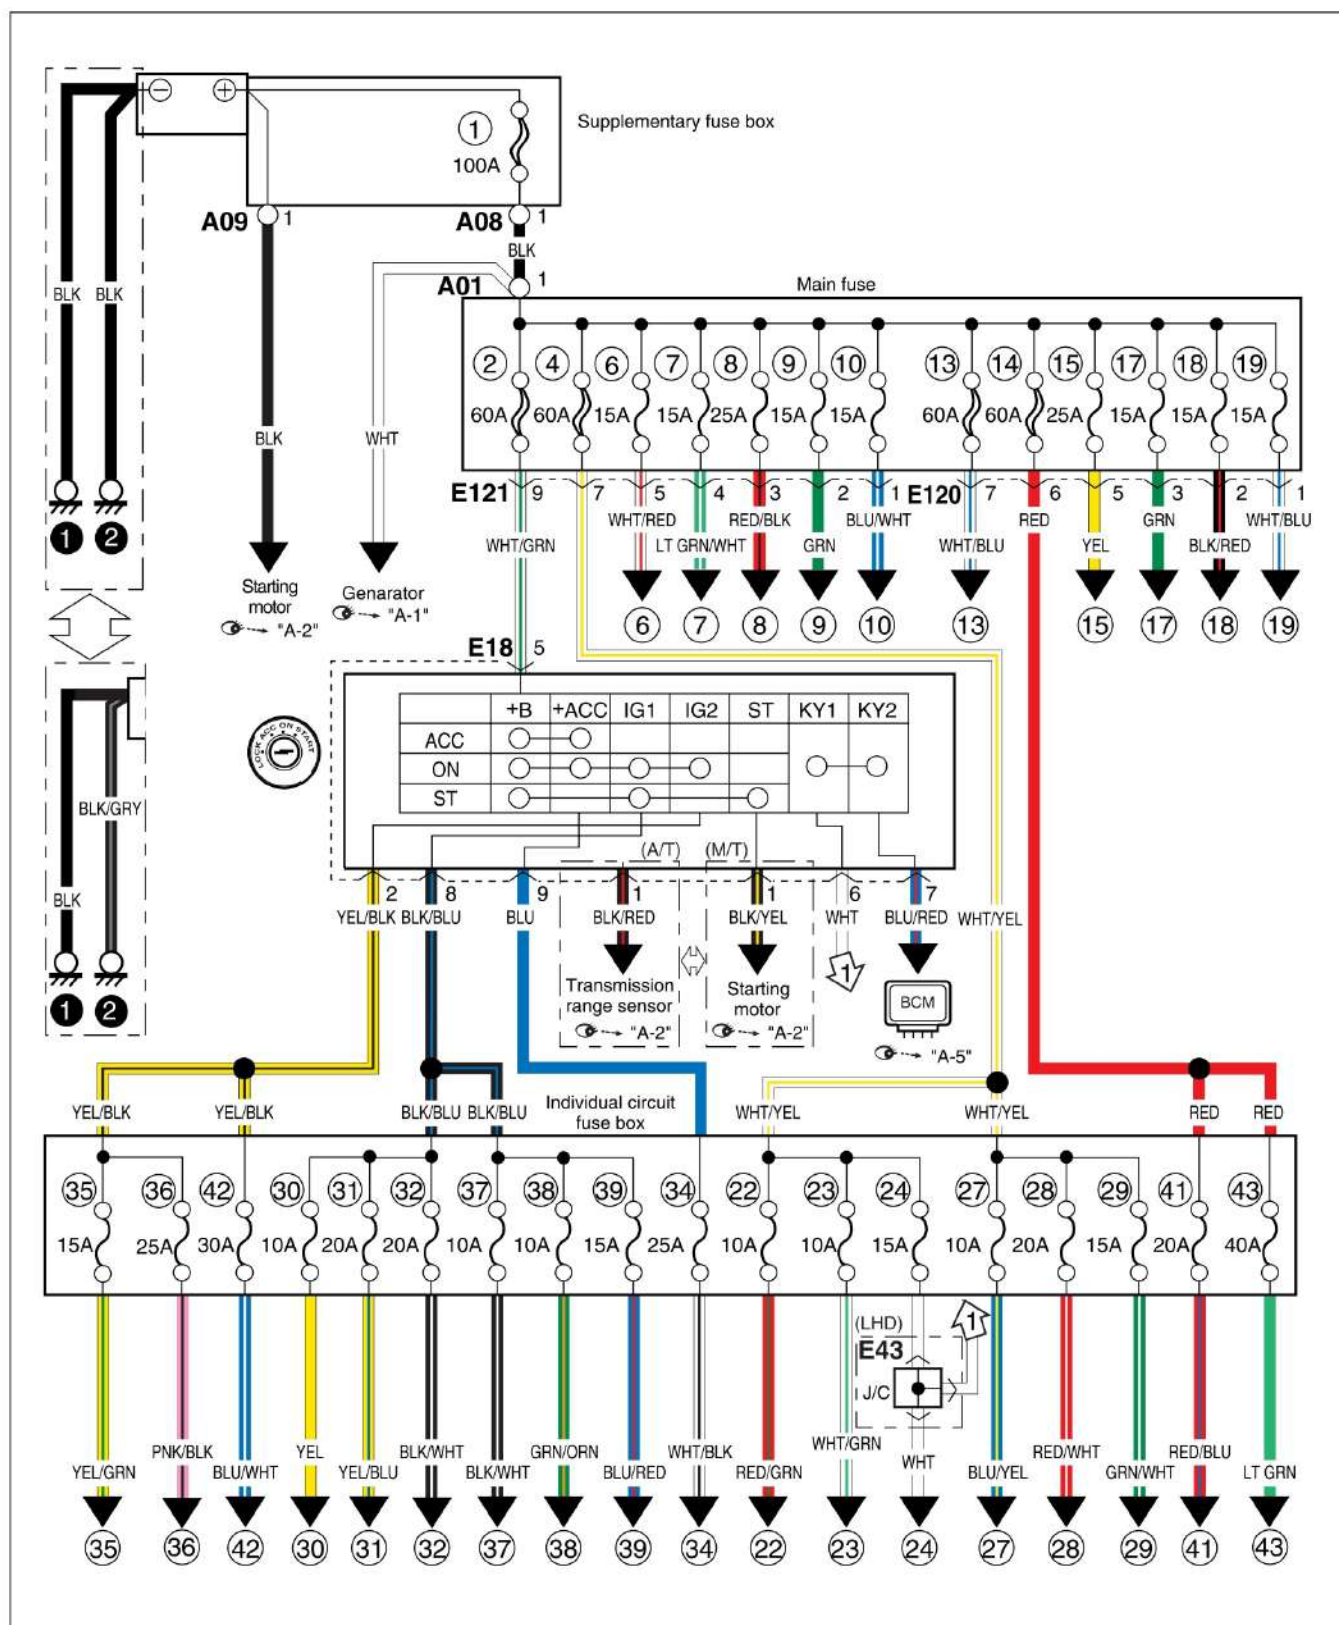 − +
1
100A
Supplementary fuse box
A09 1
A08 1
BLK
A01 1
Main fuse
BLK BLK
2 4 6 7 8 9 10 13 14 15 17 18 19
60A 60A 15A 15A 25A 15A 15A 60A 60A 25A 15A 15A 15A
BLK
WHT
E121 9 7 5 4 3 2 1 E120 7 6 5 3 2 1
WHT/RED RED/BLK BLU/WHT RED GRN WHT/BLU
WHT/GRN LT GRN/WHT GRN WHT/BLU YEL BLK/RED
1 2
Starting
motor
"A-2"
Genarator
"A-1"
6 7 8 9 10 13 15 17 18 19
E18 5
+B +ACC IG1 IG2 ST KY1 KY2
ACC
ON
ST
LOCK ACC ON START
BLK/GRY
BLK
(A/T) (M/T)
2 8 9 1 1 6 7
YEL/BLK BLK/BLU BLU BLK/RED BLK/YEL WHT BLU/RED WHT/YEL
1
Transmission
range sensor
"A-2"
Starting
motor
"A-2"
BCM
"A-5"
1 2
YEL/BLK YEL/BLK BLK/BLU BLK/BLU
Individual circuit
fuse box
WHT/YEL WHT/YEL RED RED
35 36 42 30 31 32 37 38 39 34 22 23 24 27 28 29 41 43
15A 25A 30A 10A 20A 20A 10A 10A 15A 25A 10A 10A 15A 10A 20A 15A 20A 40A
(LHD)
E43
1
J/C
PNK/BLK YEL BLK/WHT GRN/ORN WHT/BLK WHT/GRN WHT RED/WHT RED/BLU
YEL/GRN BLU/WHT YEL/BLU BLK/WHT BLU/RED RED/GRN BLU/YEL GRN/WHT LT GRN
35 36 42 30 31 32 37 38 39 34 22 23 24 27 28 29 41 43